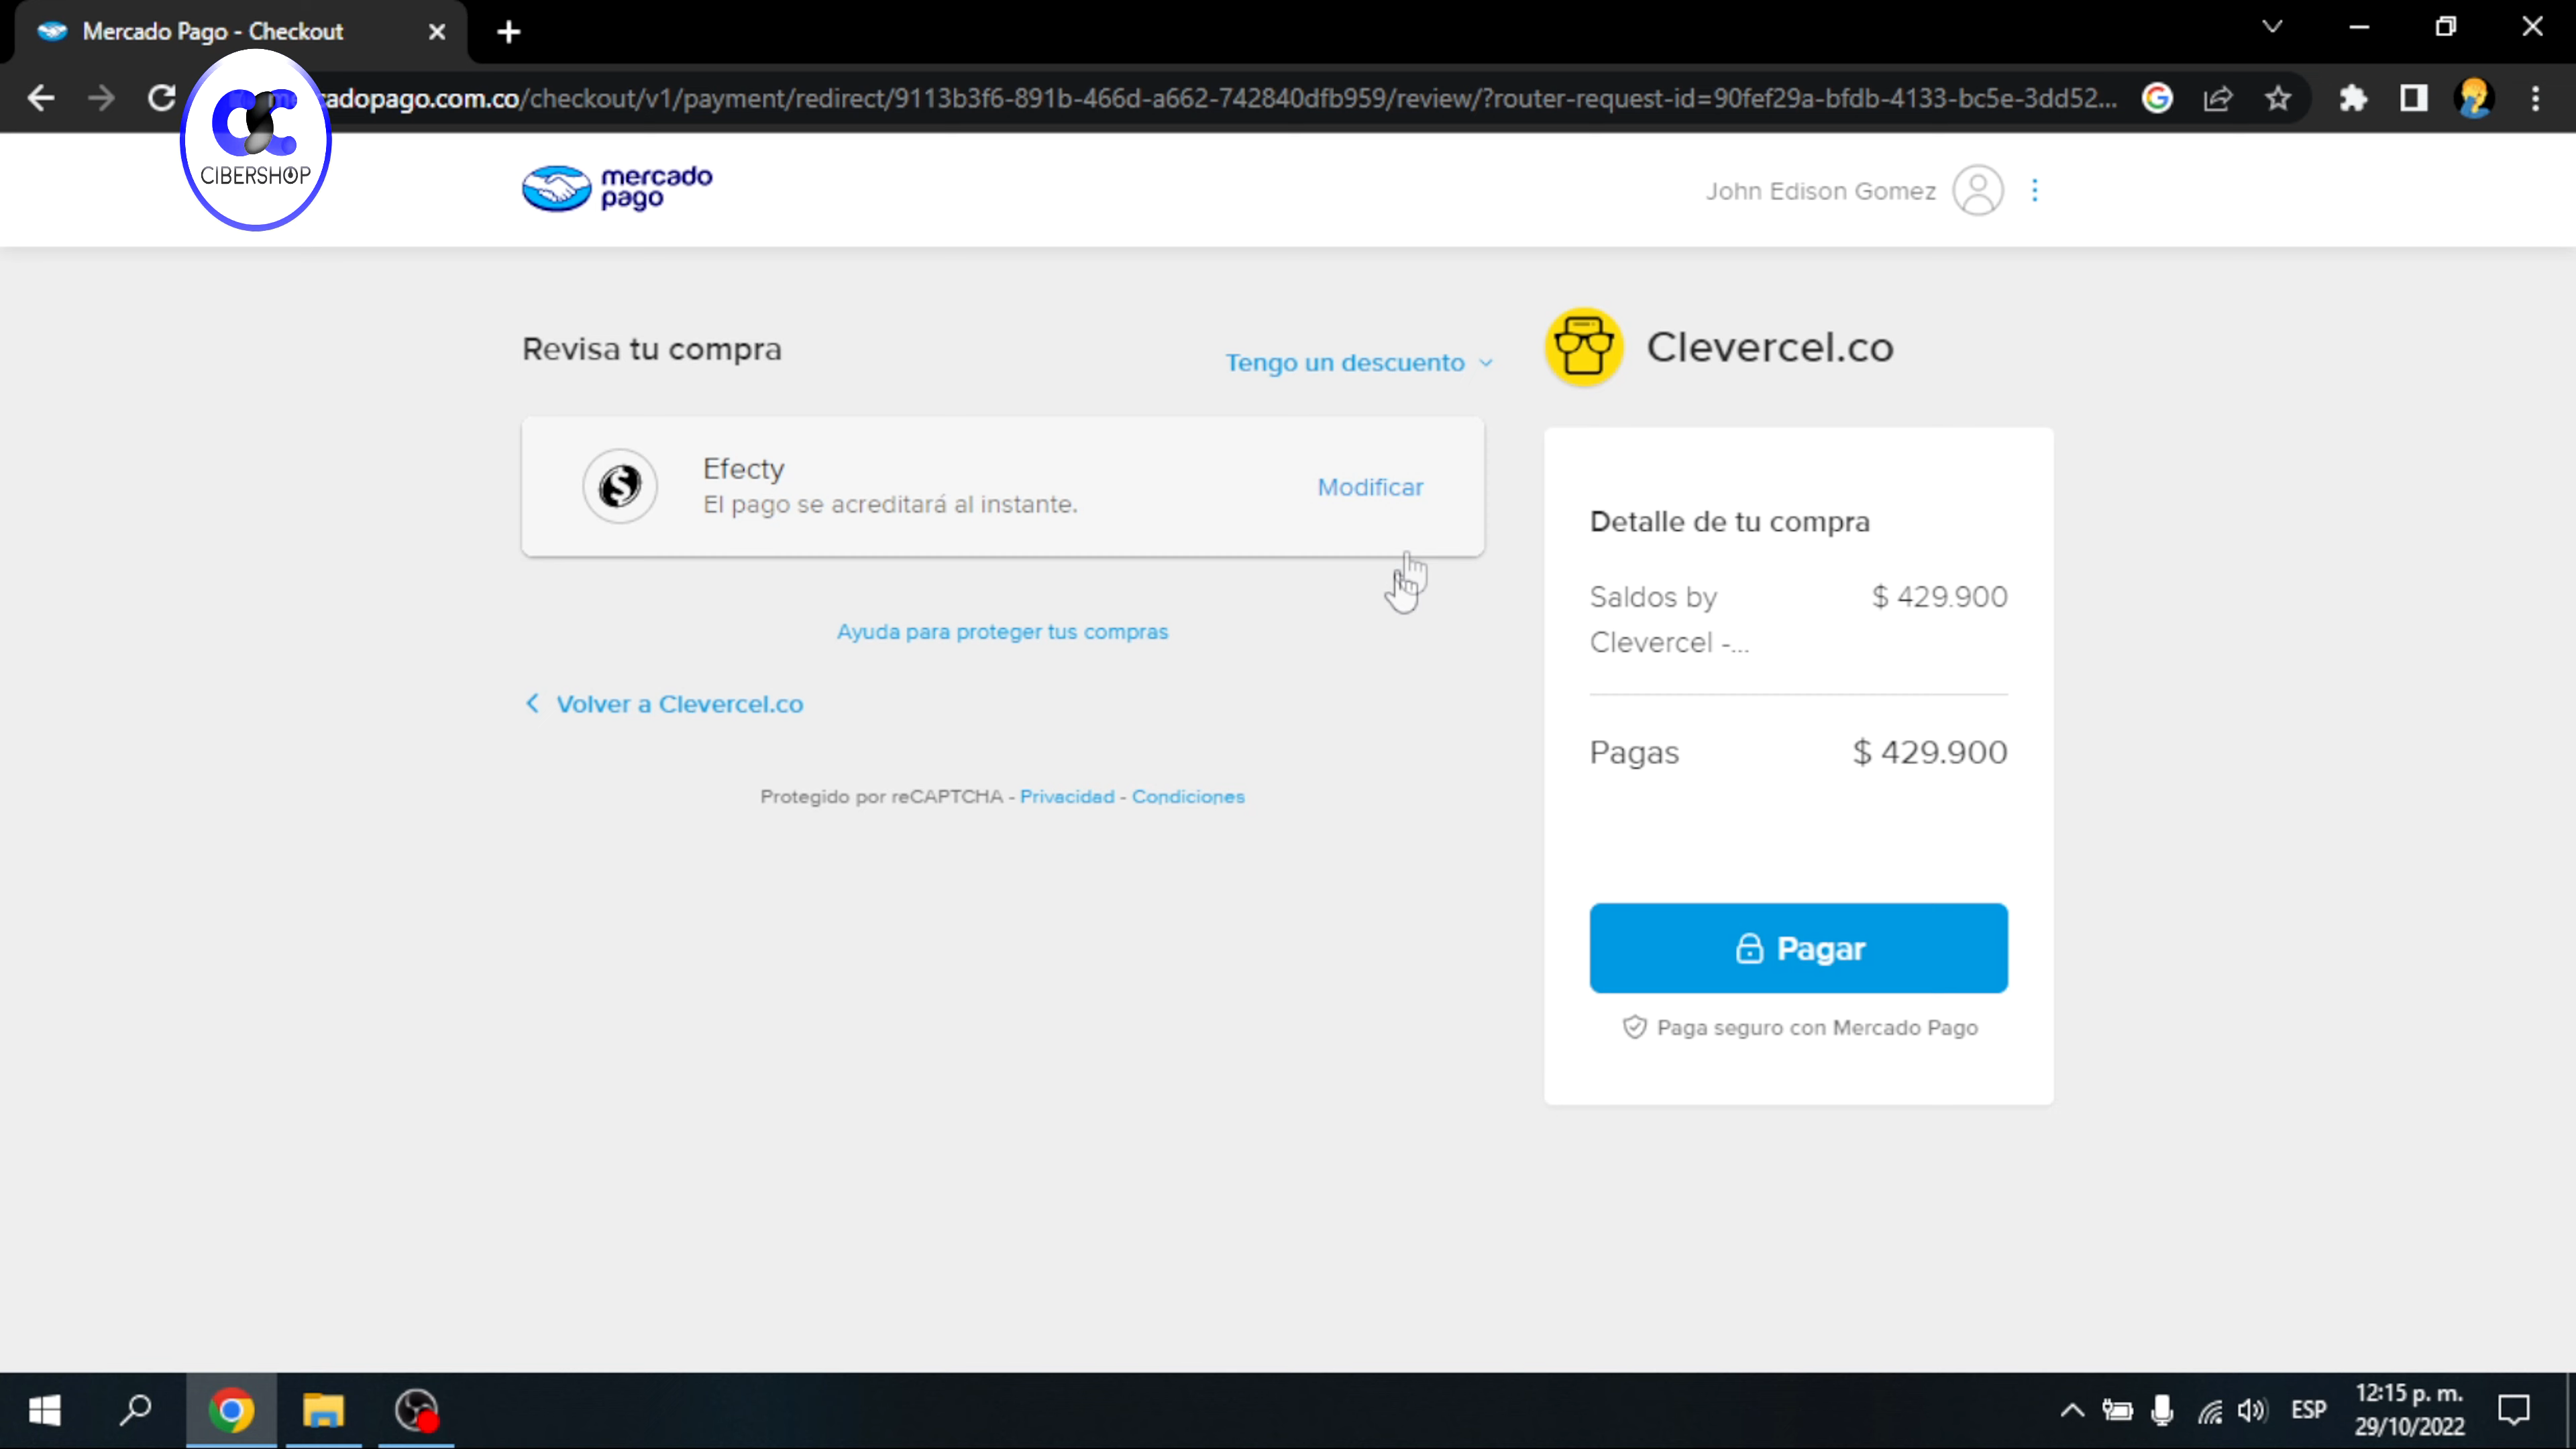 Mercado Pago - Checkout
adopago.com.co/checkout/v1/payment/redirect/9113b3f6-891b-466d-a662-742840dfb959/review/?router-request-id=90fef29a-bfdb-4133-bc5e-3dd52...
CIBERSHOP
mercado
pago
John Edison Gomez
Revisa tu compra
Tengo un descuento
Clevercel.co
Efecty
El pago se acreditará al instante.
Modificar
Detalle de tu compra
Saldos by
Clevercel -...
$ 429.900
Ayuda para proteger tus compras
Volver a Clevercel.co
Pagas
$ 429.900
Protegido por reCAPTCHA - Privacidad - Condiciones
Pagar
Paga seguro con Mercado Pago
ESP
12:15 p. m.
29/10/2022